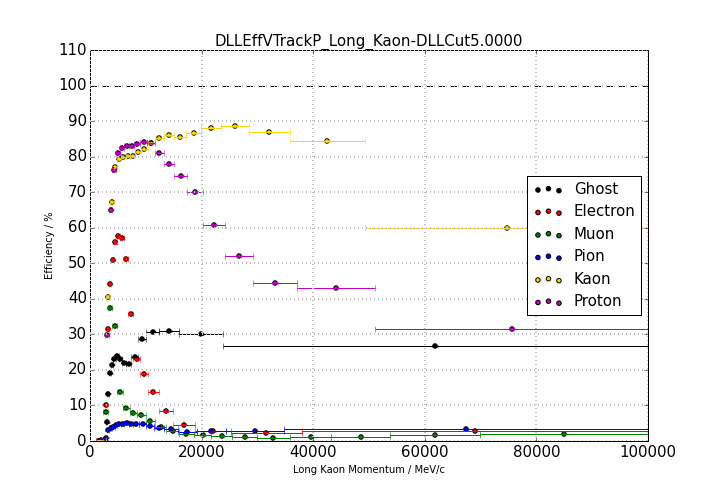 DLLEffVTrackP_Long_Kaon-DLLCut5.0000
110
100
90
80
70
60
50
40
30
20
10
0
Efficiency / %
Ghost
Electron
Muon
Pion
Kaon
Proton
0
20000
40000
60000
80000
100000
Long Kaon Momentum / MeV/c